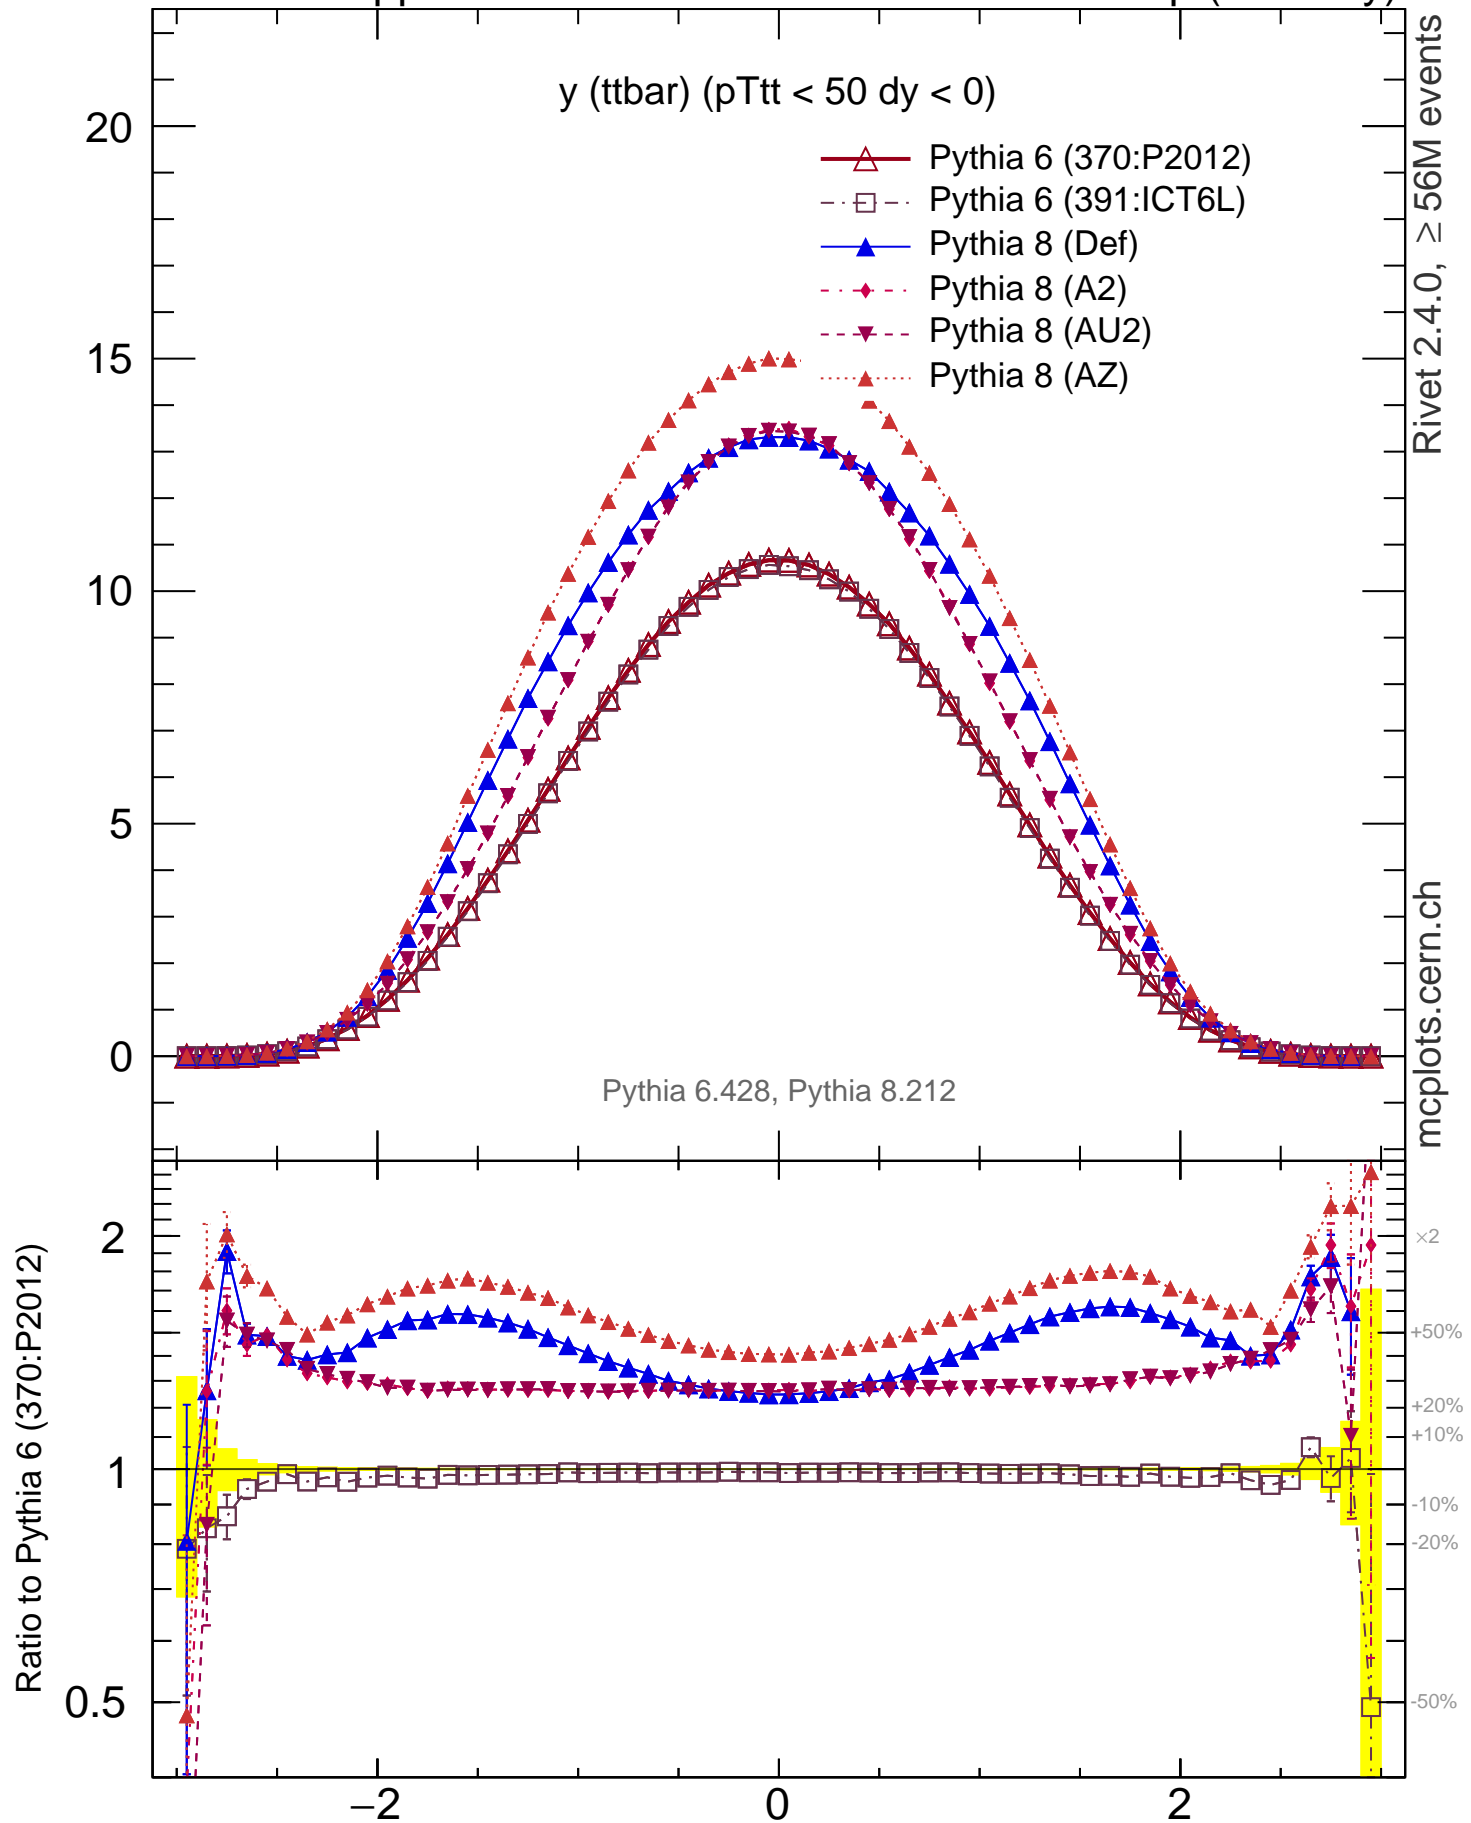 y (ttbar) (pTtt < 50 dy < 0)
20
15
10
5
0
Pythia 6 (370:P2012)
Pythia 6 (391:ICT6L)
Pythia 8 (Def)
Pythia 8 (A2)
Pythia 8 (AU2)
Pythia 8 (AZ)
Rivet 2.4.0, ≥ 56M events
mcplots.cern.ch
Pythia 6.428, Pythia 8.212
Ratio to Pythia 6 (370:P2012)
2
1
0.5
×2
+50%
+20%
+10%
-10%
-20%
-50%
−2
0
2